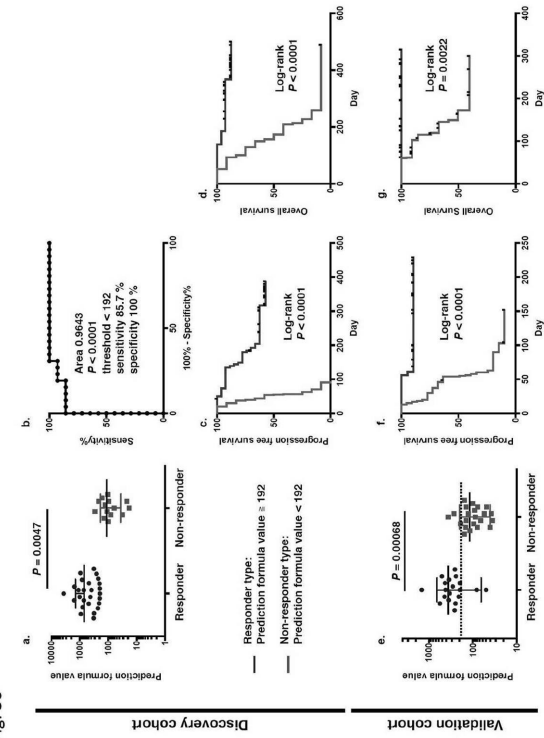 Discovery cohort
a.
Prediction formula value
10000
1000
100
10
1
P = 0.0047
Responder
Non-responder
b.
Sensitivity%
100
50
0
Area 0.9643
P < 0.0001
threshold < 192
sensitivity 85.7 %
specificity 100 %
0
50
100
100% - Specificity%
Responder type:
Prediction formula value ≥ 192
Non-responder type:
Prediction formula value < 192
c.
Progression free survival
100
50
0
Log-rank
P < 0.0001
0
100
200
300
400
500
Day
d.
Overall survival
100
50
0
Log-rank
P < 0.0001
0
200
400
600
Day
Validation cohort
e.
Prediction formula value
1000
100
10
P = 0.00068
Responder
Non-responder
f.
Progression free survival
100
50
0
Log-rank
P < 0.0001
0
50
100
150
200
250
Day
g.
Overall Survival
100
50
0
Log-rank
P = 0.0022
0
100
200
300
400
Day